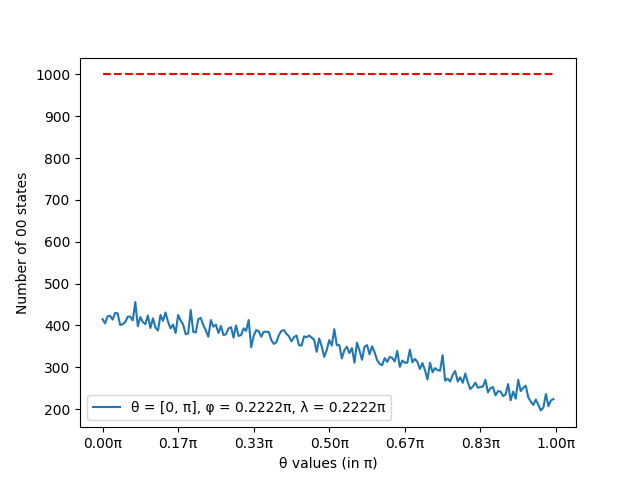 1000
900
800
700
600
500
400
300
200
Number of 00 states
θ = [0, π], φ = 0.2222π, λ = 0.2222π
0.00π 0.17π 0.33π 0.50π 0.67π 0.83π 1.00π
θ values (in π)